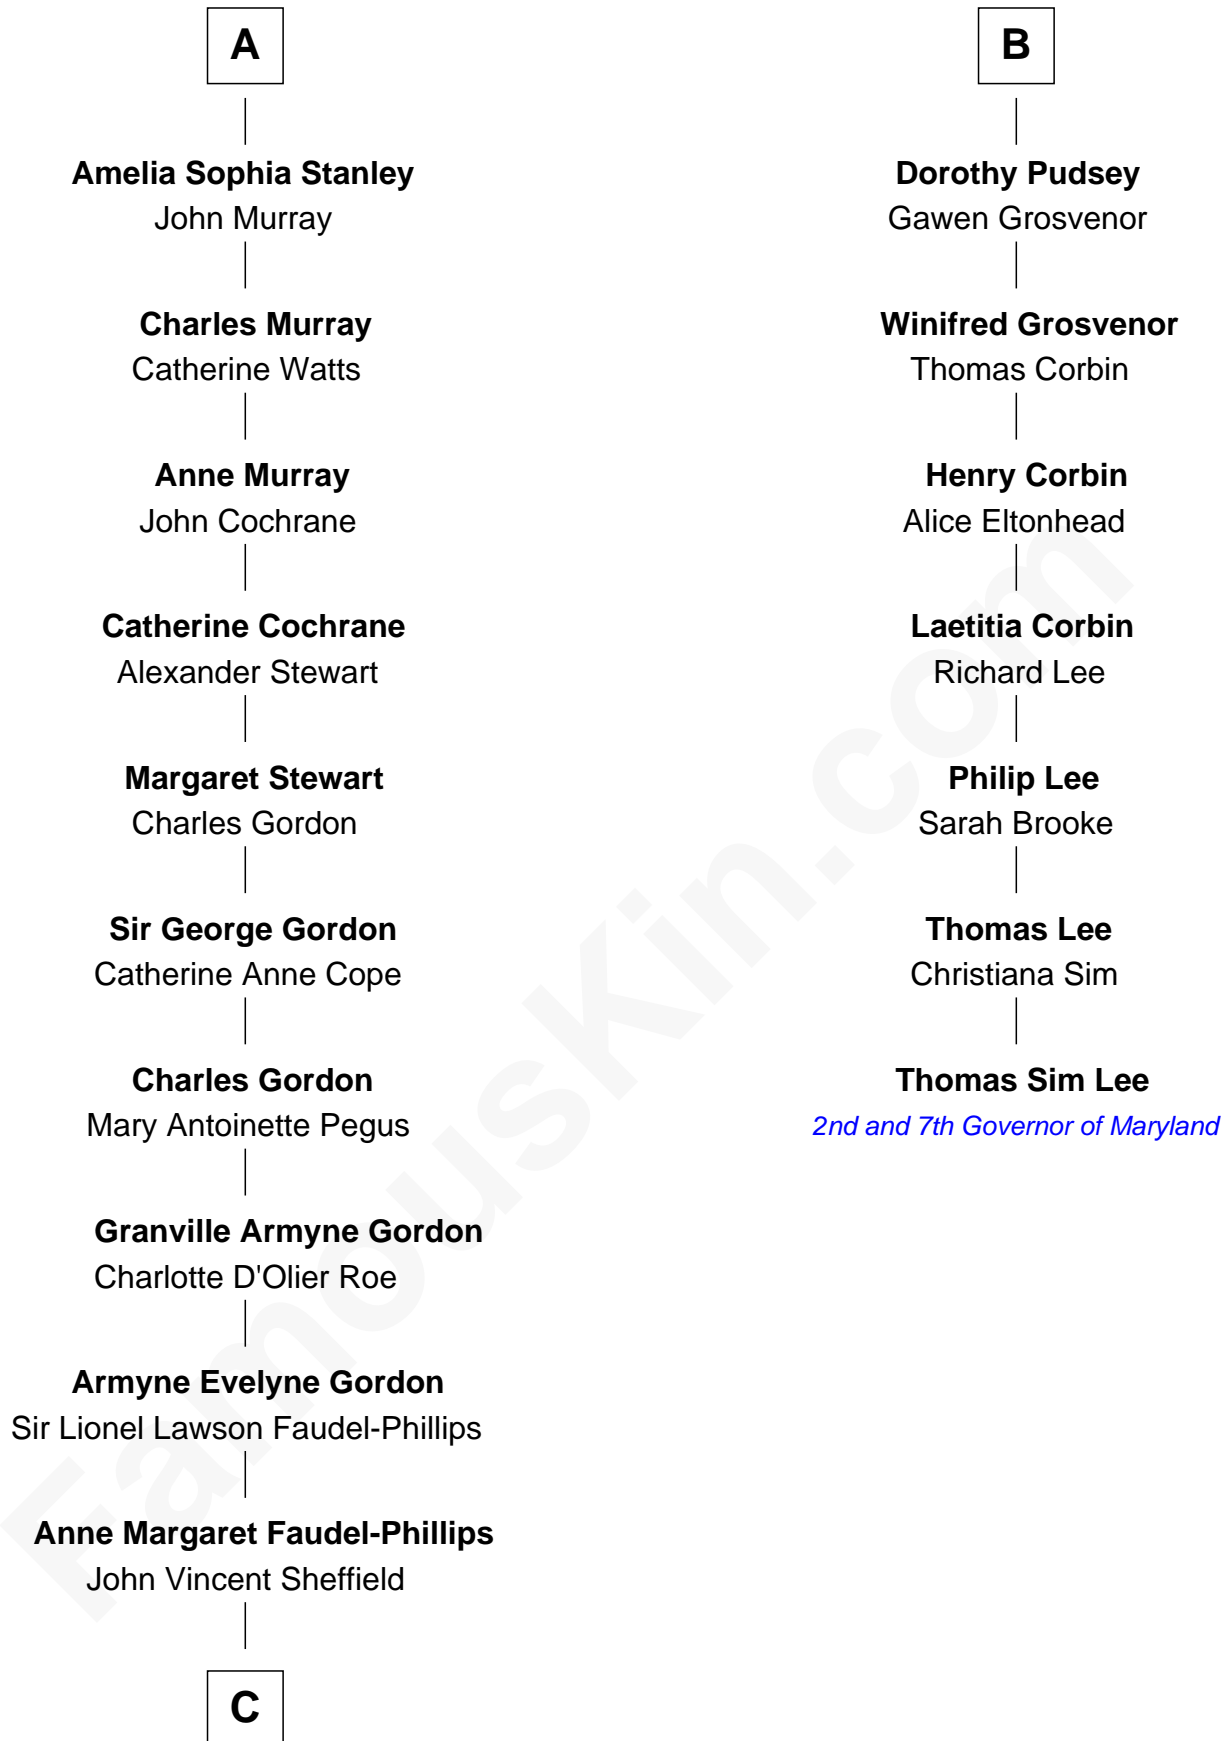 A
Amelia Sophia Stanley
John Murray
Charles Murray
Catherine Watts
Anne Murray
John Cochrane
Catherine Cochrane
Alexander Stewart
Margaret Stewart
Charles Gordon
Sir George Gordon
Catherine Anne Cope
Charles Gordon
Mary Antoinette Pegus
Granville Armyne Gordon
Charlotte D'Olier Roe
Armyne Evelyne Gordon
Sir Lionel Lawson Faudel-Phillips
Anne Margaret Faudel-Phillips
John Vincent Sheffield
C
B
Dorothy Pudsey
Gawen Grosvenor
Winifred Grosvenor
Thomas Corbin
Henry Corbin
Alice Eltonhead
Laetitia Corbin
Richard Lee
Philip Lee
Sarah Brooke
Thomas Lee
Christiana Sim
Thomas Sim Lee
2nd and 7th Governor of Maryland
FamousKin.com